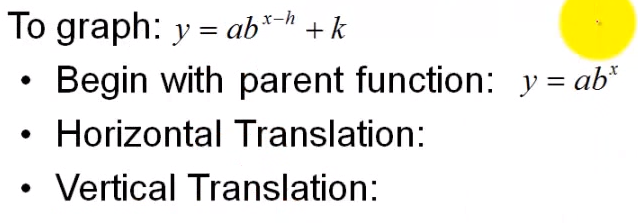 To graph: y = ab^{x-h} + k
• Begin with parent function: y = ab^x
• Horizontal Translation:
• Vertical Translation: